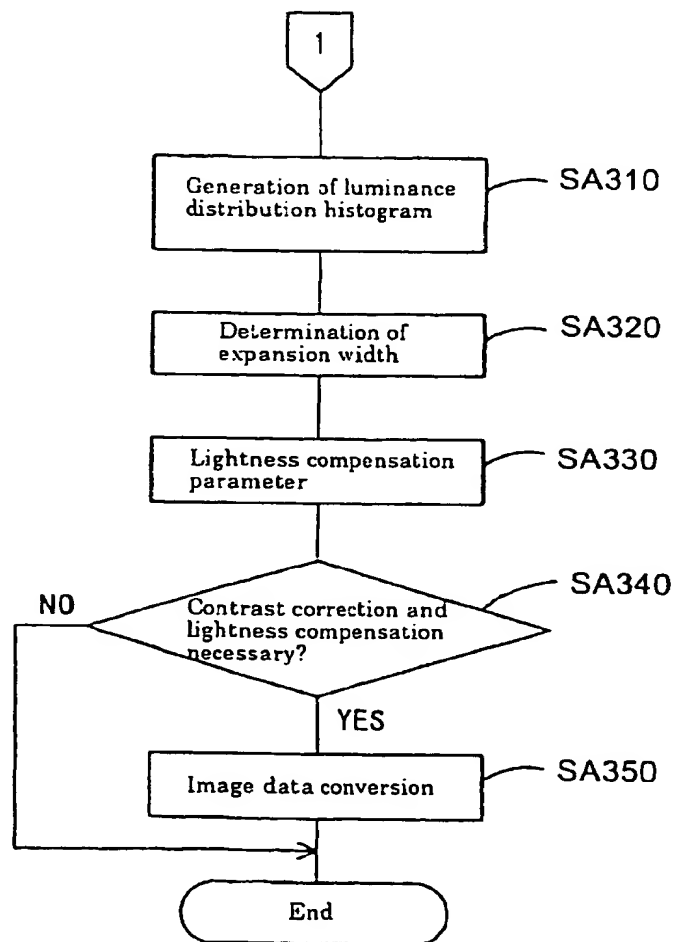 1
Generation of luminance
distribution histogram
SA310
Determination of
expansion width
SA320
Lightness compensation
parameter
SA330
SA340
NO
Contrast correction and
lightness compensation
necessary?
YES
Image data conversion
SA350
End